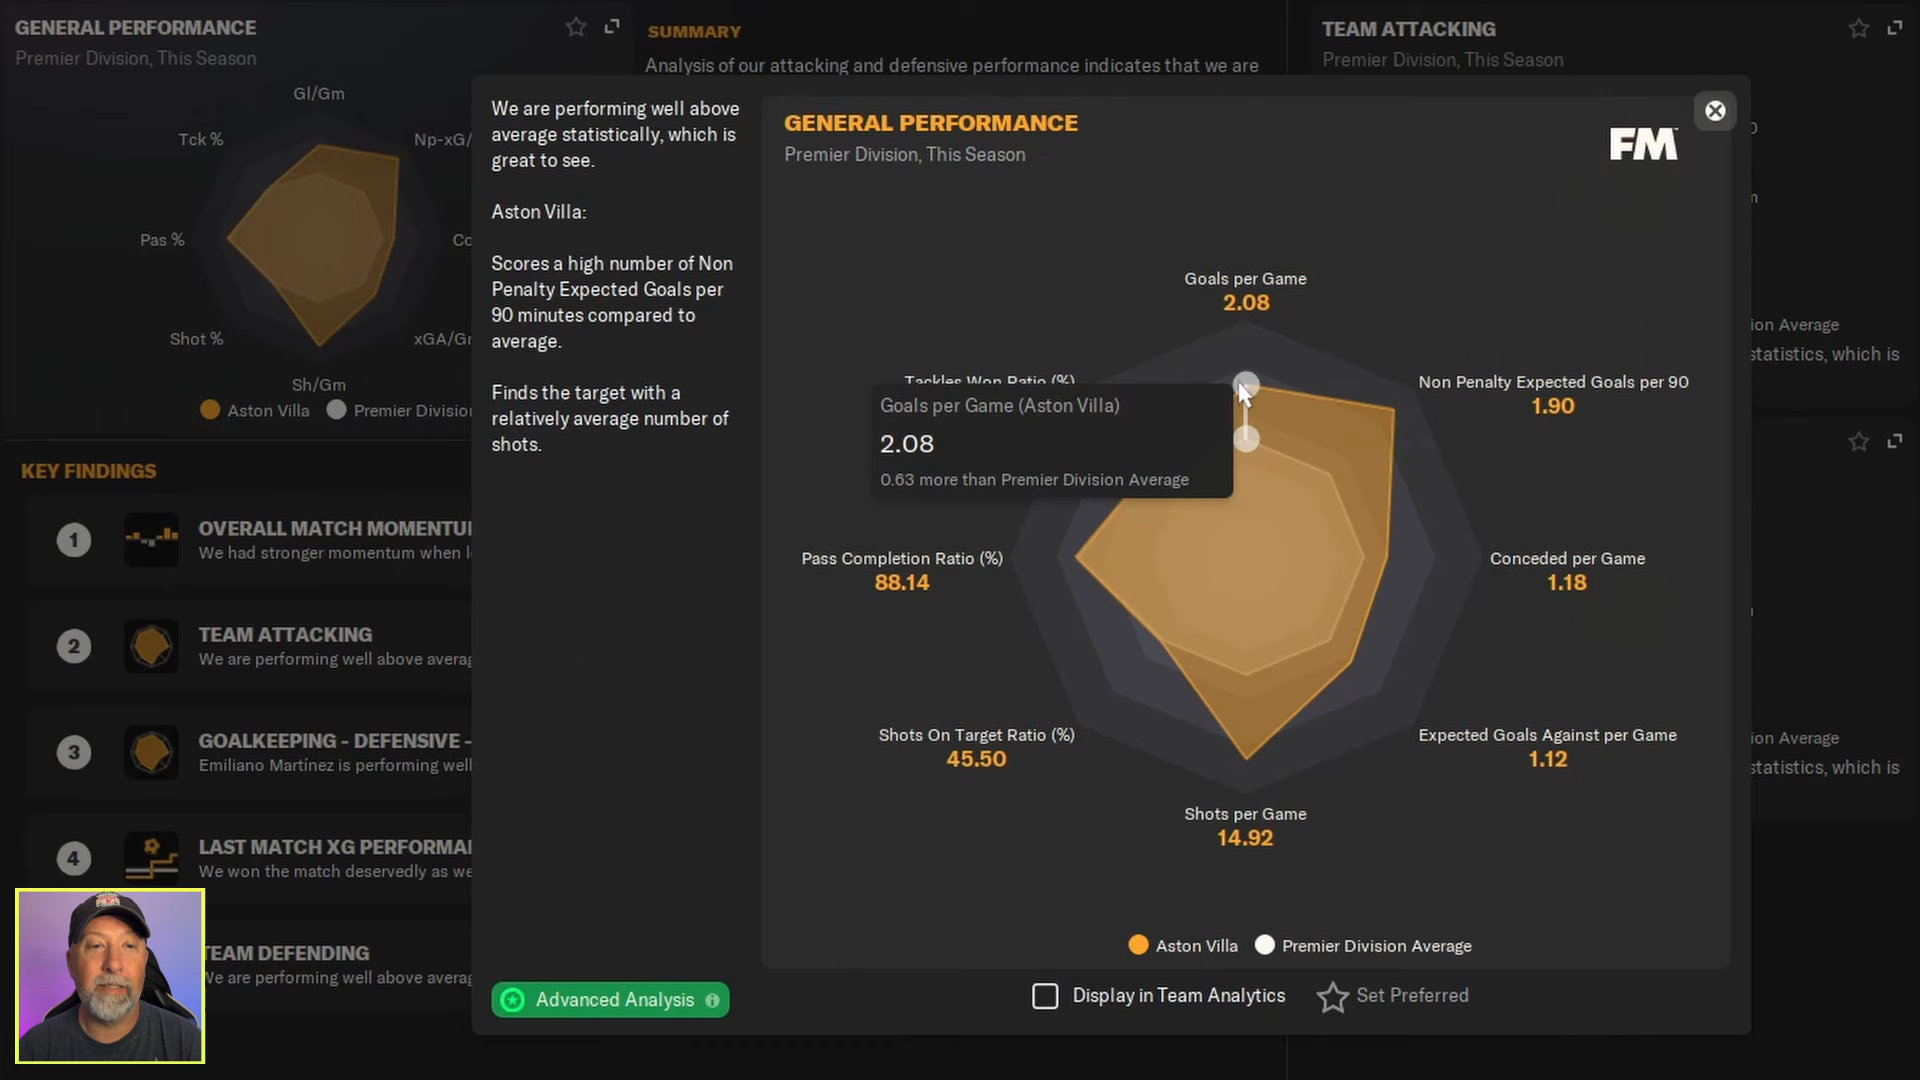 GENERAL PERFORMANCE
Premier Division, This Season
Gl/Gm
Tck %
Np-xG/
Pas %
Co
Shot %
xGA/Gr
Sh/Gm
Aston Villa
Premier Divisio
SUMMARY
Analysis of our attacking and defensive performance indicates that we are
TEAM ATTACKING
Premier Division, This Season
ion Average
statistics, which is
ion Average
statistics, which is
KEY FINDINGS
1
OVERALL MATCH MOMENTU
We had stronger momentum when l
2
TEAM ATTACKING
We are performing well above averag
3
GOALKEEPING - DEFENSIVE -
Emiliano Martínez is performing well
4
LAST MATCH XG PERFORMA
We won the match deservedly as we
TEAM DEFENDING
We are performing well above averag
We are performing well above
average statistically, which is
great to see.
Aston Villa:
Scores a high number of Non
Penalty Expected Goals per
90 minutes compared to
average.
Finds the target with a
relatively average number of
shots.
Advanced Analysis
GENERAL PERFORMANCE
Premier Division, This Season
FM
Goals per Game
2.08
Tackles Won Ratio (%)
Non Penalty Expected Goals per 90
1.90
Goals per Game (Aston Villa)
2.08
0.63 more than Premier Division Average
Pass Completion Ratio (%)
88.14
Conceded per Game
1.18
Shots On Target Ratio (%)
45.50
Expected Goals Against per Game
1.12
Shots per Game
14.92
Aston Villa
Premier Division Average
Display in Team Analytics
Set Preferred